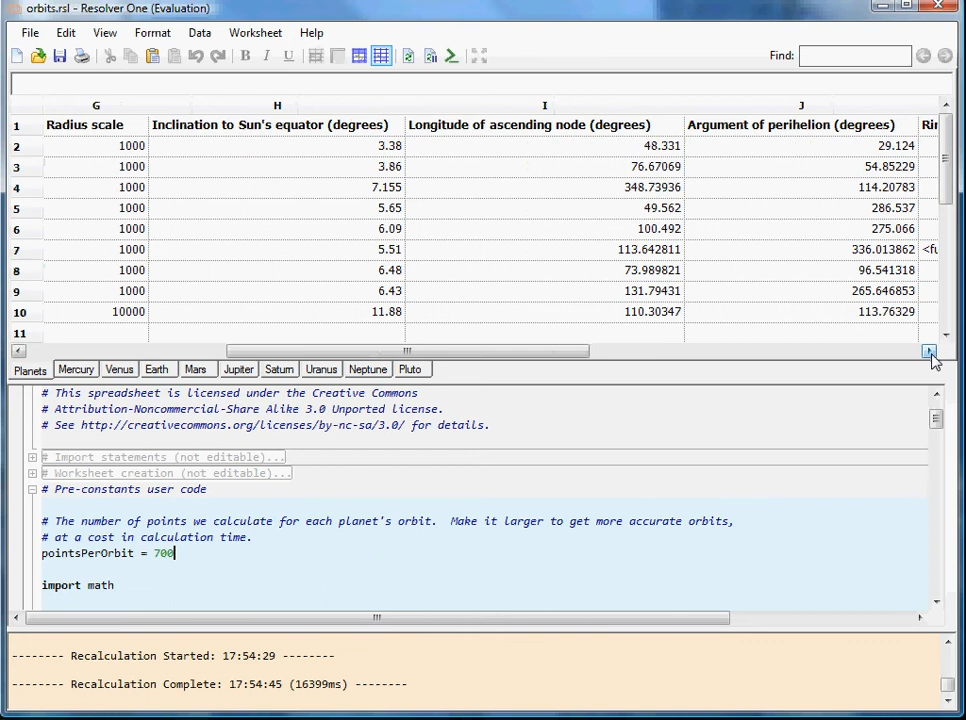 orbits.rsl - Resolver One (Evaluation)
File Edit View Format Data Worksheet Help
B I U Find:
G H I J
1 Radius scale Inclination to Sun's equator (degrees) Longitude of ascending node (degrees) Argument of perihelion (degrees) Rin
2 1000 3.38 48.331 29.124
3 1000 3.86 76.67069 54.85229
4 1000 7.155 348.73936 114.20783
5 1000 5.65 49.562 286.537
6 1000 6.09 100.492 275.066
7 1000 5.51 113.642811 336.013862 <fu
8 1000 6.48 73.989821 96.541318
9 1000 6.43 131.79431 265.646853
10 10000 11.88 110.30347 113.76329
11
Planets Mercury Venus Earth Mars Jupiter Saturn Uranus Neptune Pluto
# This spreadsheet is licensed under the Creative Commons
# Attribution-Noncommercial-Share Alike 3.0 Unported license.
# See http://creativecommons.org/licenses/by-nc-sa/3.0/ for details.
# Import statements (not editable)...
# Worksheet creation (not editable)...
# Pre-constants user code
# The number of points we calculate for each planet's orbit.  Make it larger to get more accurate orbits,
# at a cost in calculation time.
pointsPerOrbit = 700
import math
-------- Recalculation Started: 17:54:29 --------
-------- Recalculation Complete: 17:54:45 (16399ms) --------